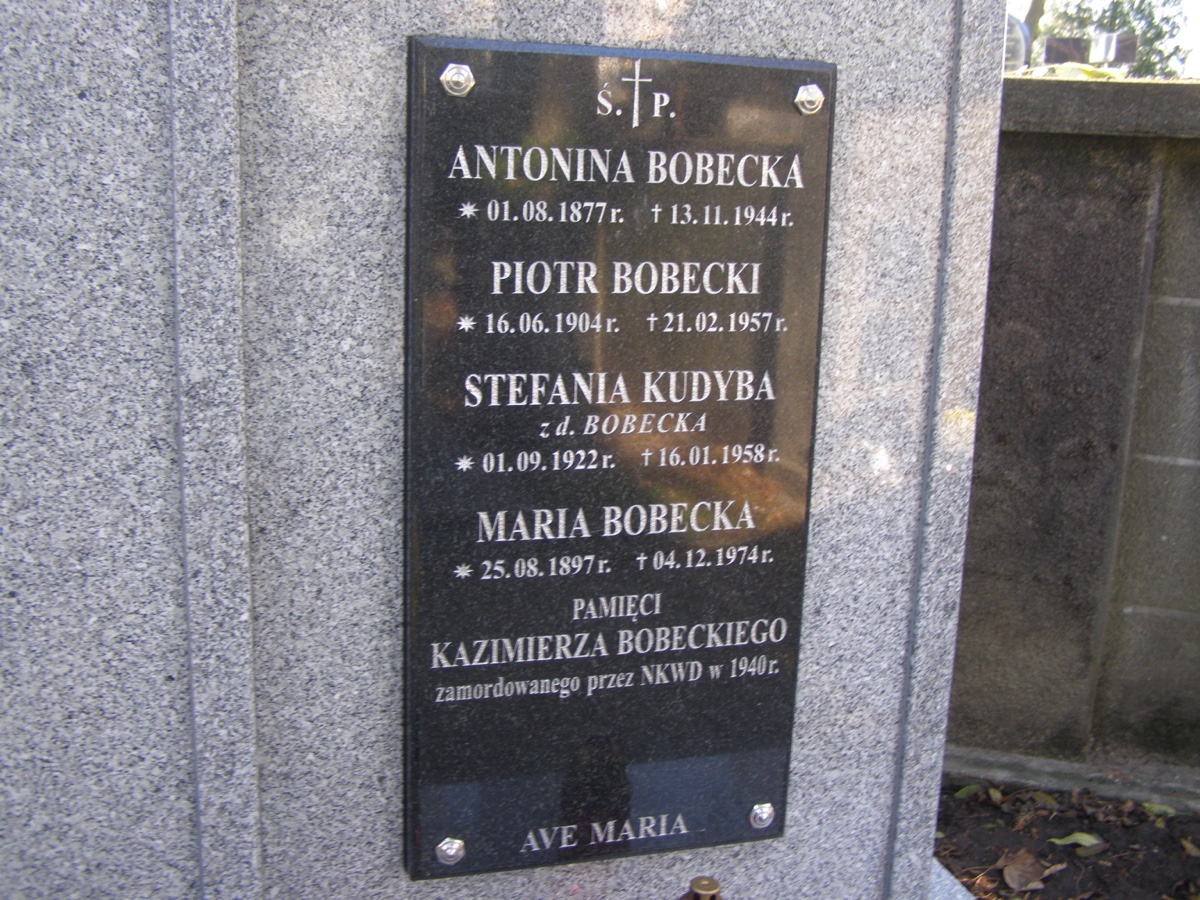 Ś. † P.
ANTONINA BOBECKA
✴ 01.08.1877 r. † 13.11.1944 r.
PIOTR BOBECKI
✴ 16.06.1904 r. † 21.02.1957 r.
STEFANIA KUDYBA
z d. BOBECKA
✴ 01.09.1922 r. † 16.01.1958 r.
MARIA BOBECKA
✴ 25.08.1897 r. † 04.12.1974 r.
PAMIĘCI
KAZIMIERZA BOBECKIEGO
zamordowanego przez NKWD w 1940 r.
AVE MARIA